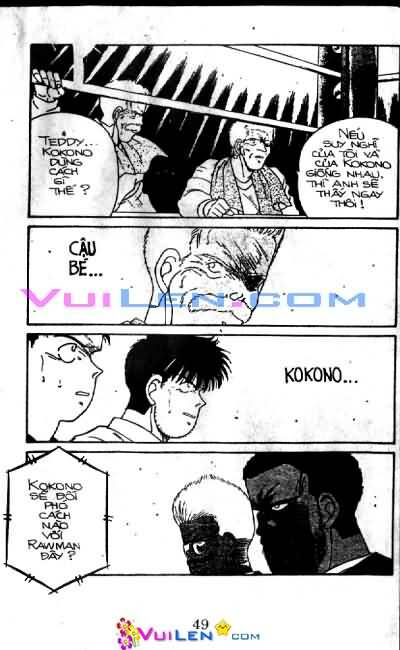 TEDDY...
KOKONO
DÙNG
CÁCH
GÌ
THẾ?
NẾU
SUY NGHĨ
CỦA TÔI VÀ
CỦA KOKONO
GIỐNG NHAU,
THÌ ANH SẼ
THẤY NGAY
THÔI!
CẬU
BÉ...
VUILEN.COM
KOKONO...
KOKONO
SẼ ĐỐI
PHÓ
CÁCH
NÀO
VỚI
RAWMAN
ĐÂY?
49
VUILEN.COM